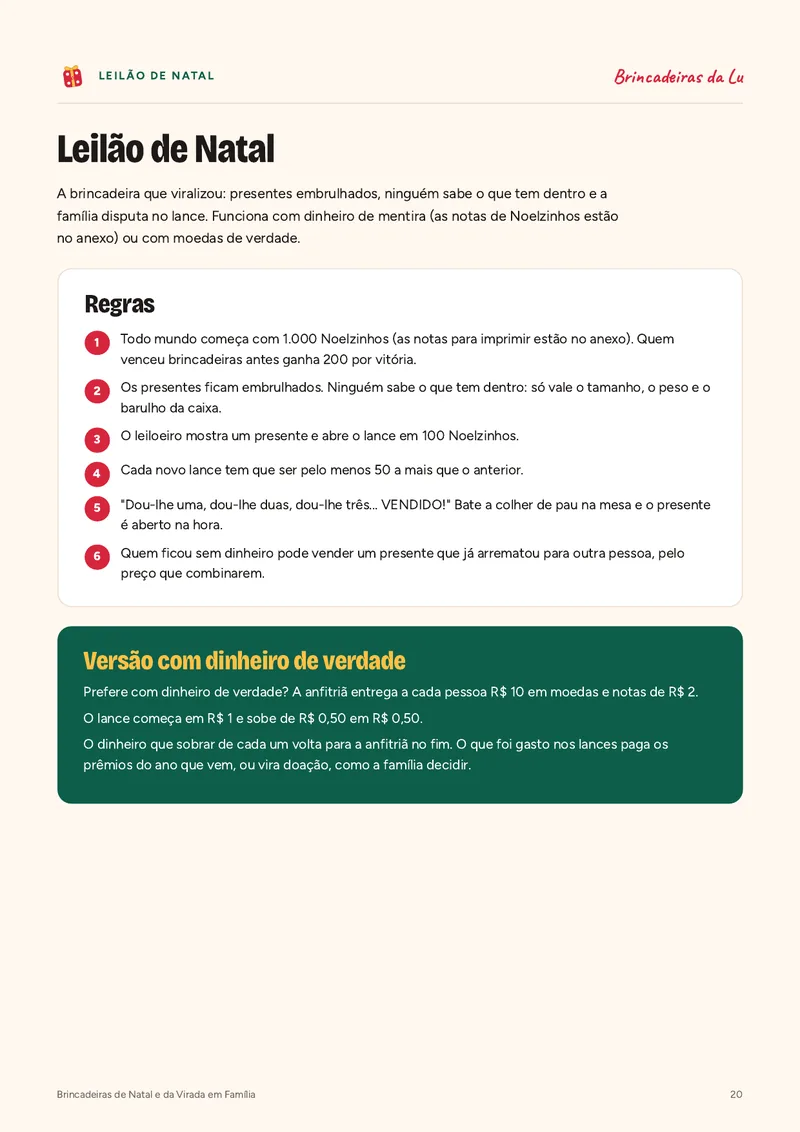 LEILÃO DE NATAL
Brincadeiras da Lu
Leilão de Natal
A brincadeira que viralizou: presentes embrulhados, ninguém sabe o que tem dentro e a
família disputa no lance. Funciona com dinheiro de mentira (as notas de Noelzinhos estão
no anexo) ou com moedas de verdade.
Regras
1 Todo mundo começa com 1.000 Noelzinhos (as notas para imprimir estão no anexo). Quem
venceu brincadeiras antes ganha 200 por vitória.
2 Os presentes ficam embrulhados. Ninguém sabe o que tem dentro: só vale o tamanho, o peso e o
barulho da caixa.
3 O leiloeiro mostra um presente e abre o lance em 100 Noelzinhos.
4 Cada novo lance tem que ser pelo menos 50 a mais que o anterior.
5 "Dou-lhe uma, dou-lhe duas, dou-lhe três... VENDIDO!" Bate a colher de pau na mesa e o presente
é aberto na hora.
6 Quem ficou sem dinheiro pode vender um presente que já arrematou para outra pessoa, pelo
preço que combinarem.
Versão com dinheiro de verdade
Prefere com dinheiro de verdade? A anfitriã entrega a cada pessoa R$ 10 em moedas e notas de R$ 2.
O lance começa em R$ 1 e sobe de R$ 0,50 em R$ 0,50.
O dinheiro que sobrar de cada um volta para a anfitriã no fim. O que foi gasto nos lances paga os
prêmios do ano que vem, ou vira doação, como a família decidir.
Brincadeiras de Natal e da Virada em Família
20